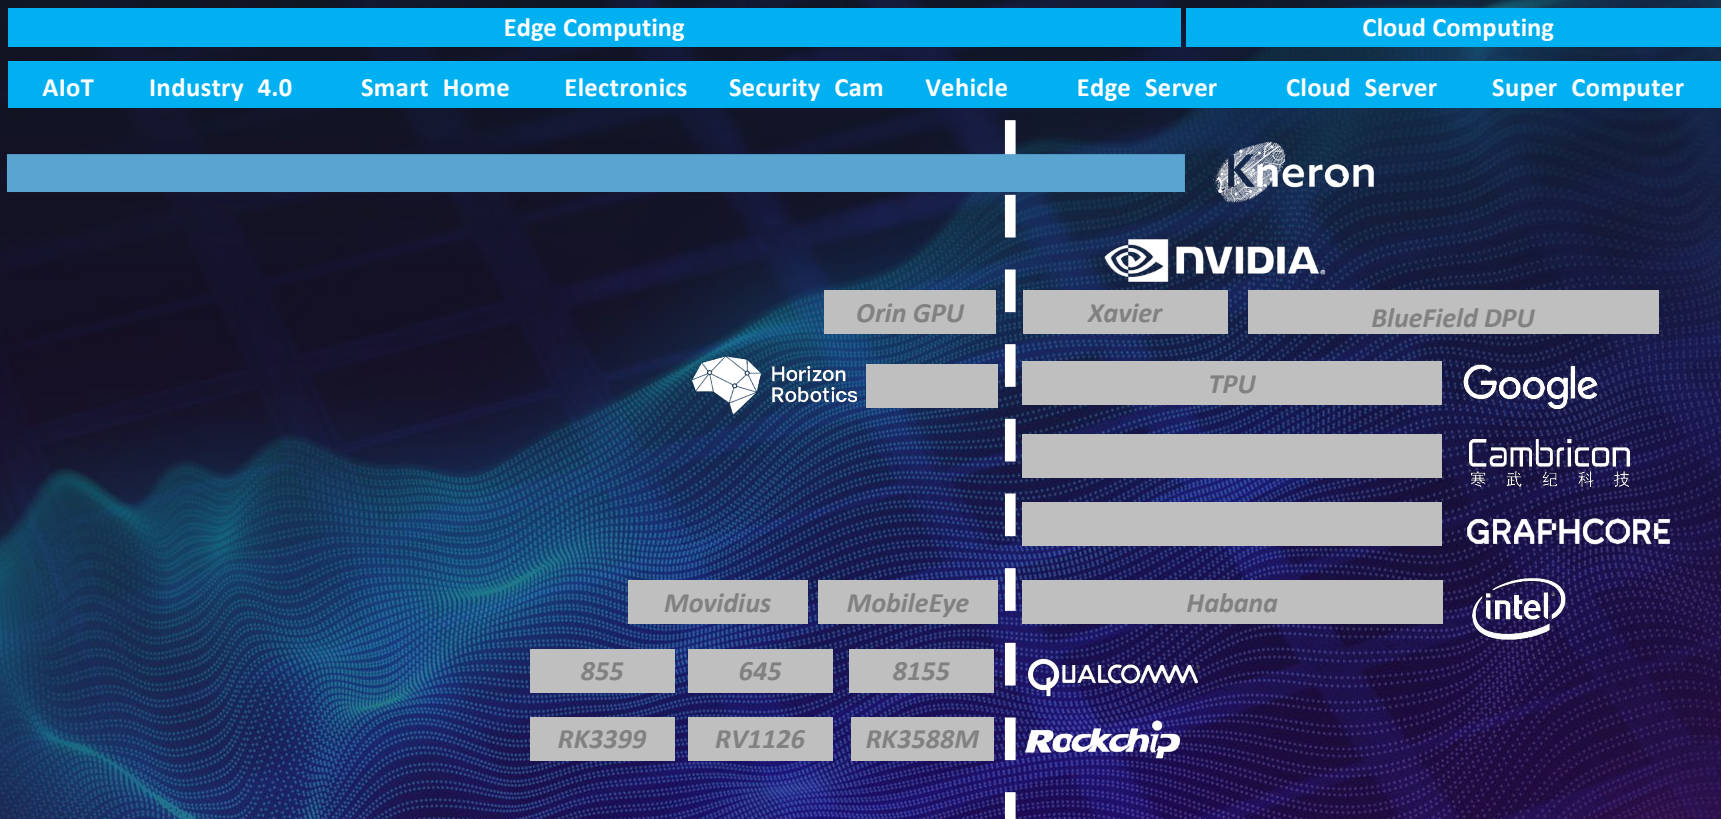 Edge Computing
Cloud Computing
AIoT Industry 4.0 Smart Home Electronics Security Cam Vehicle Edge Server Cloud Server Super Computer
Kneron
NVIDIA.
Orin GPU Xavier BlueField DPU
Horizon
Robotics
TPU
Google
Cambricon
寒武纪科技
GRAPHCORE
Movidius MobileEye Habana
intel
855 645 8155
QUALCOMM
RK3399 RV1126 RK3588M
Rockchip